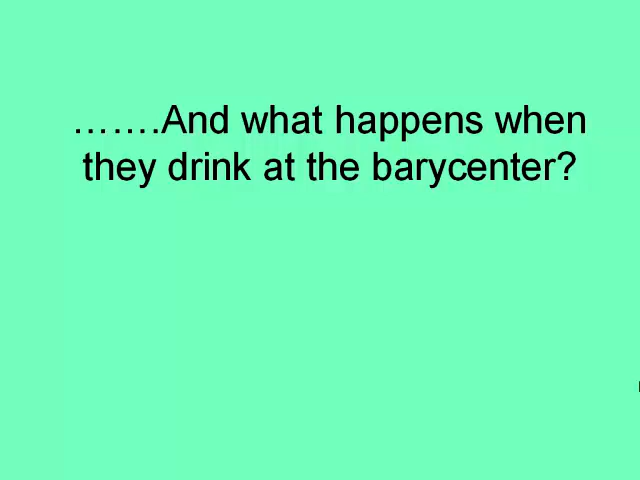 …….And what happens when
they drink at the barycenter?